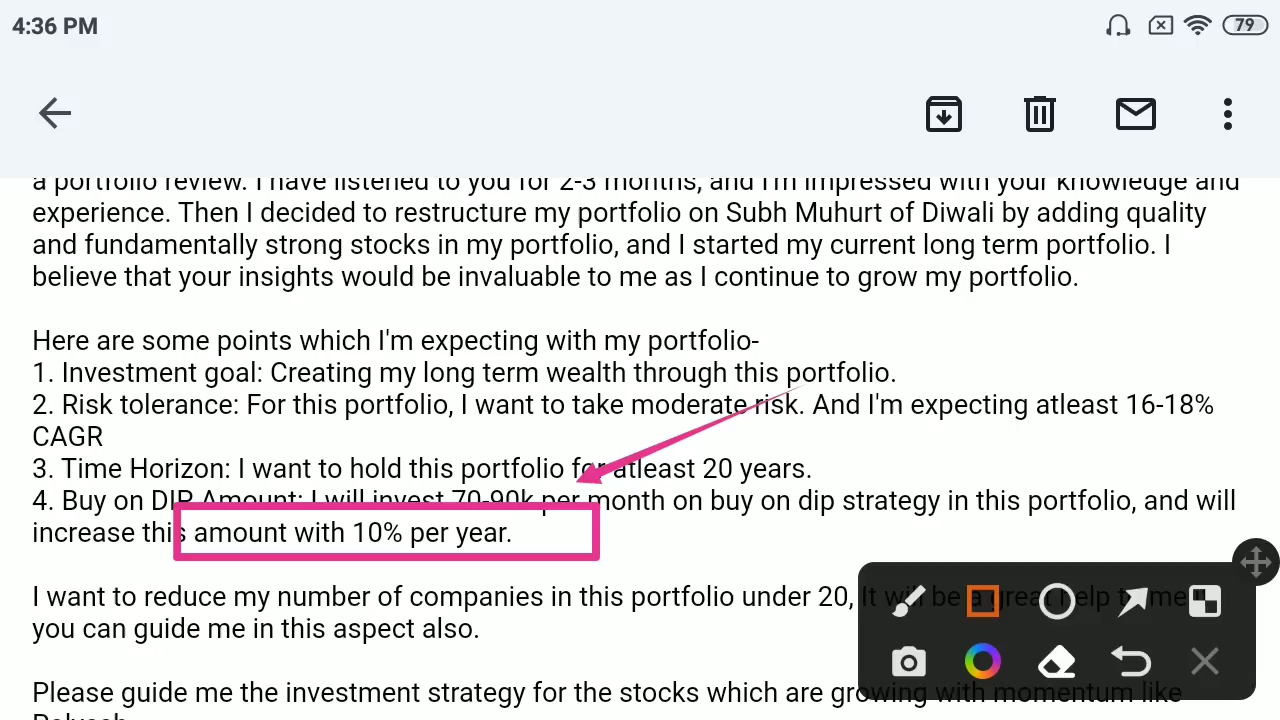 4:36 PM
79
a portfolio review. I have listened to you for 2-3 months, and I'm impressed with your knowledge and
experience. Then I decided to restructure my portfolio on Subh Muhurt of Diwali by adding quality
and fundamentally strong stocks in my portfolio, and I started my current long term portfolio. I
believe that your insights would be invaluable to me as I continue to grow my portfolio.
Here are some points which I'm expecting with my portfolio-
1. Investment goal: Creating my long term wealth through this portfolio.
2. Risk tolerance: For this portfolio, I want to take moderate risk. And I'm expecting atleast 16-18%
CAGR
3. Time Horizon: I want to hold this portfolio for atleast 20 years.
4. Buy on DIP Amount: I will invest 70-90k per month on buy on dip strategy in this portfolio, and will
increase this amount with 10% per year.
I want to reduce my number of companies in this portfolio under 20, It will be a great help to me
you can guide me in this aspect also.
Please guide me the investment strategy for the stocks which are growing with momentum like